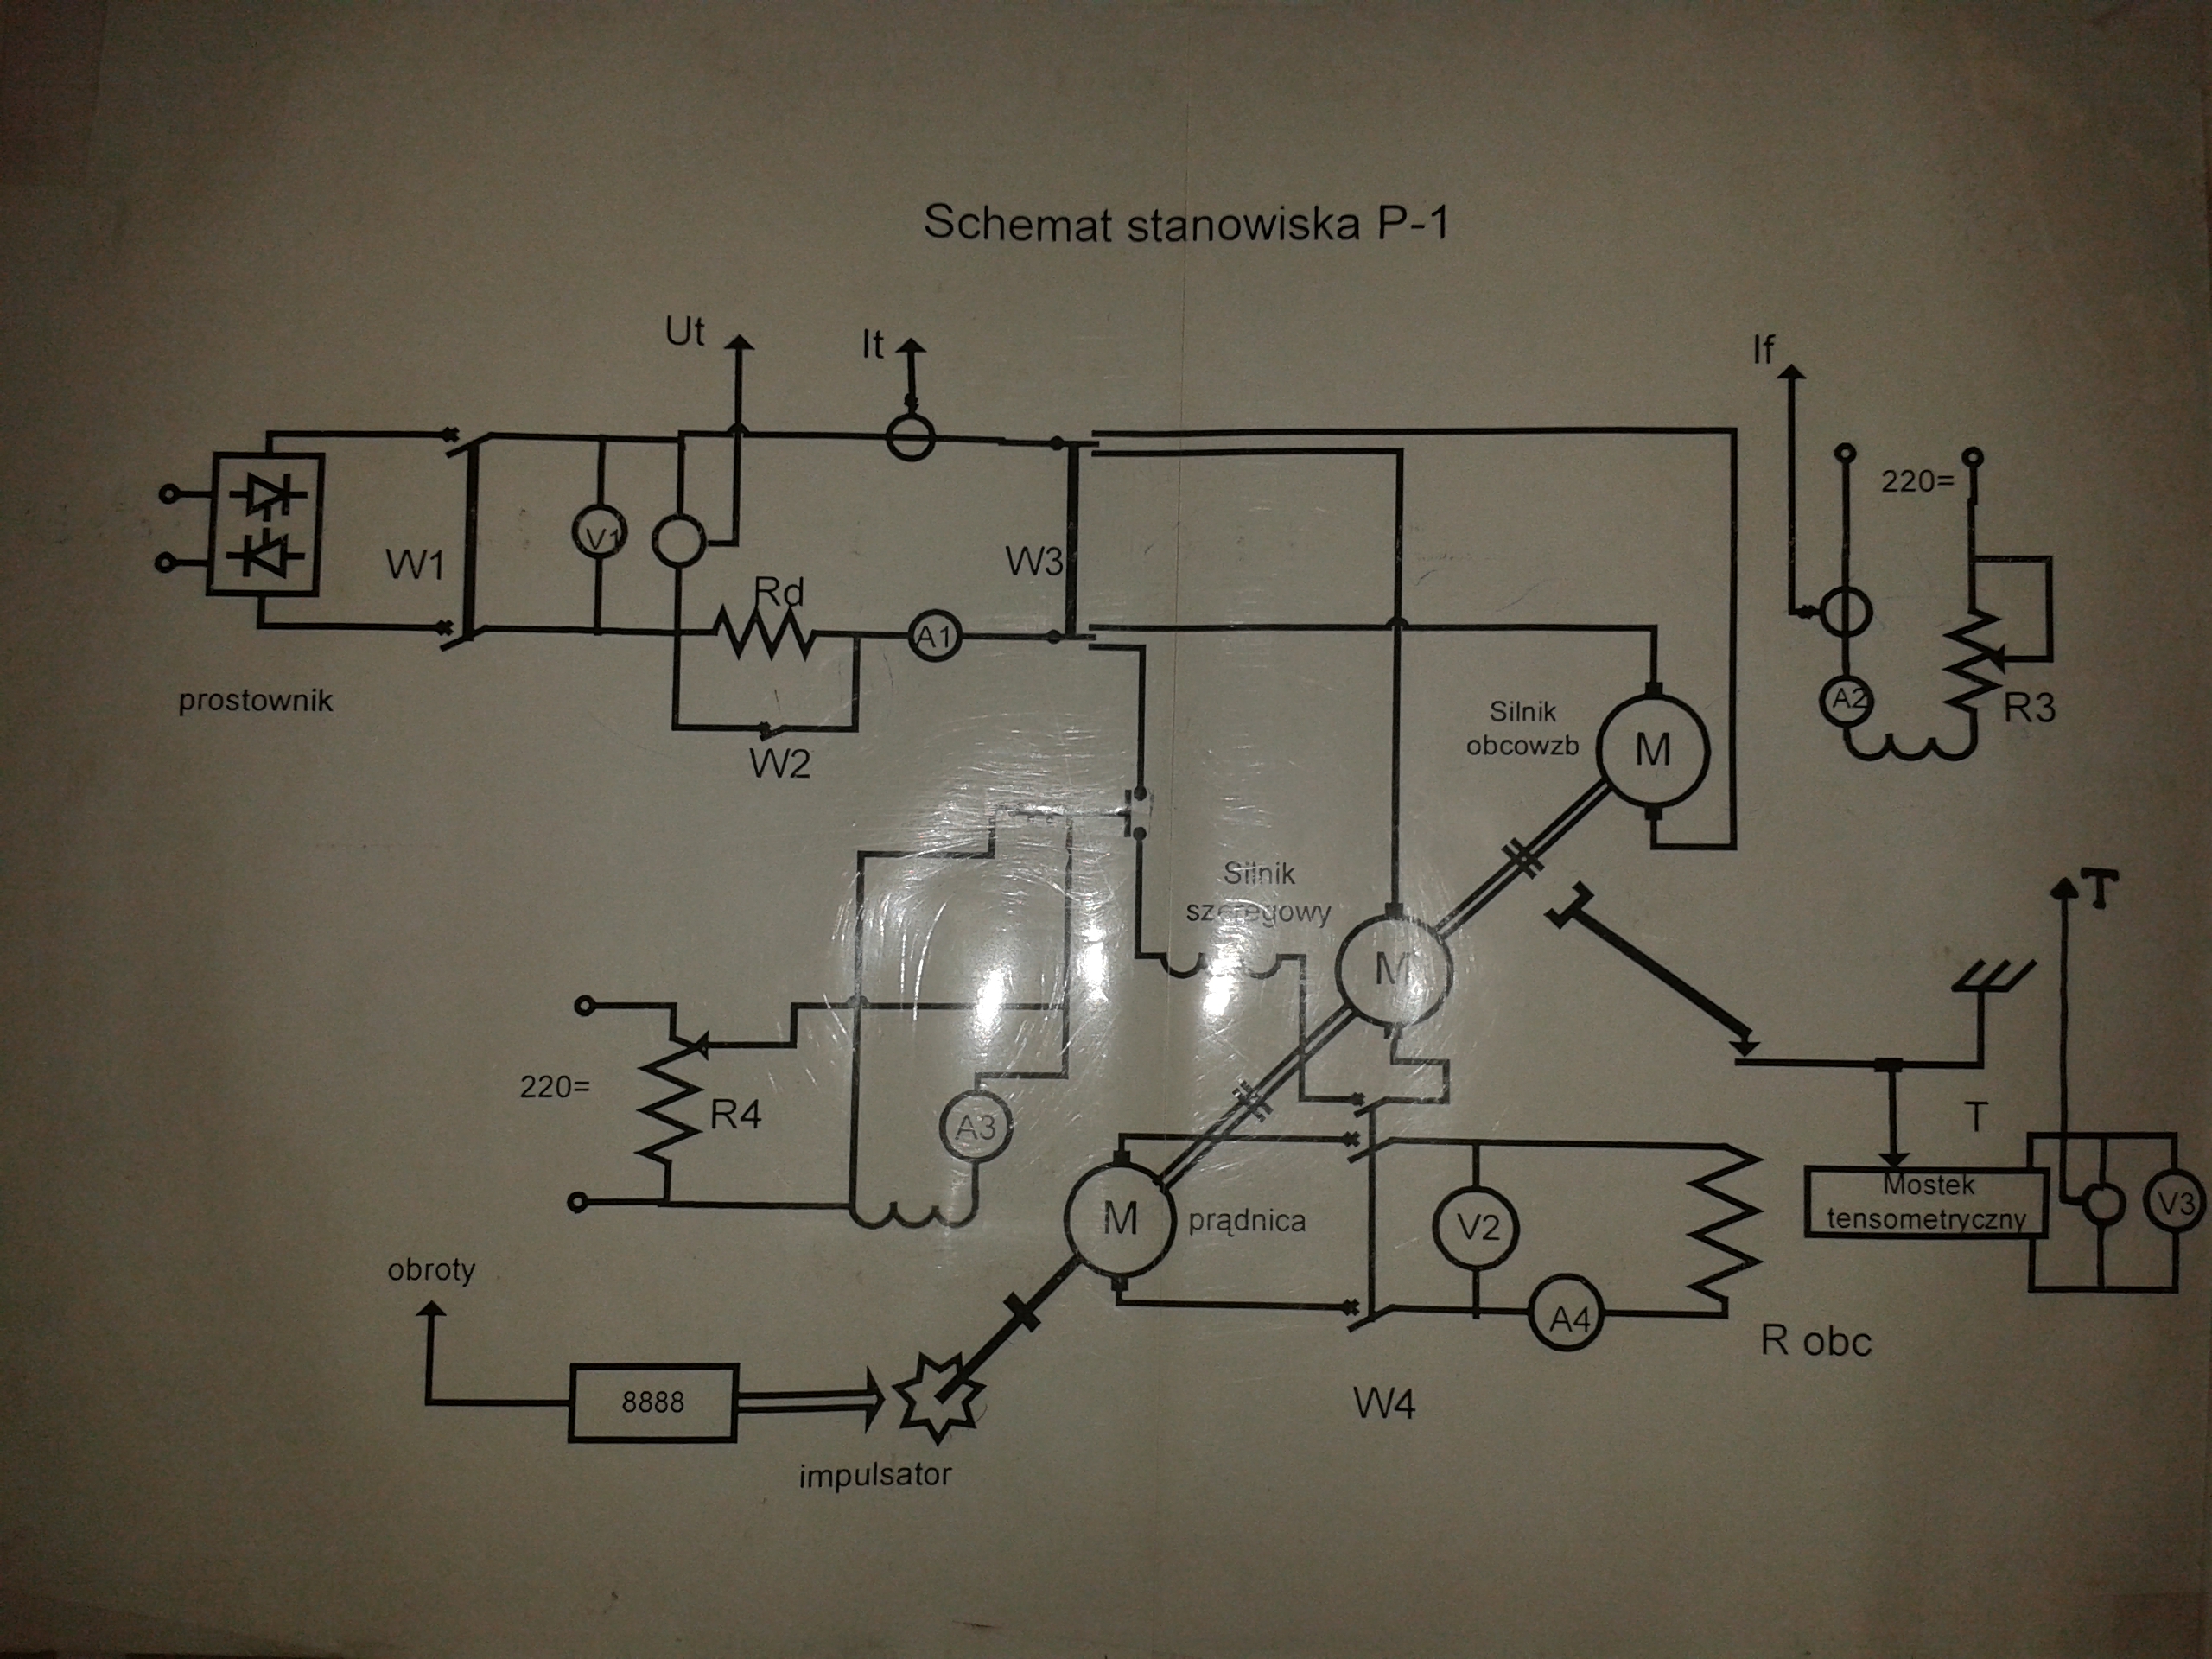 Schemat stanowiska P-1
Ut
It
If
220=
W1
V1
W3
Rd
A1
prostownik
W2
A2
R3
Silnik
obcowzb
M
Silnik
szeregowy
M
T
220=
R4
A3
T
M
prądnica
V2
Mostek
tensometryczny
V3
obroty
A4
R obc
8888
W4
impulsator